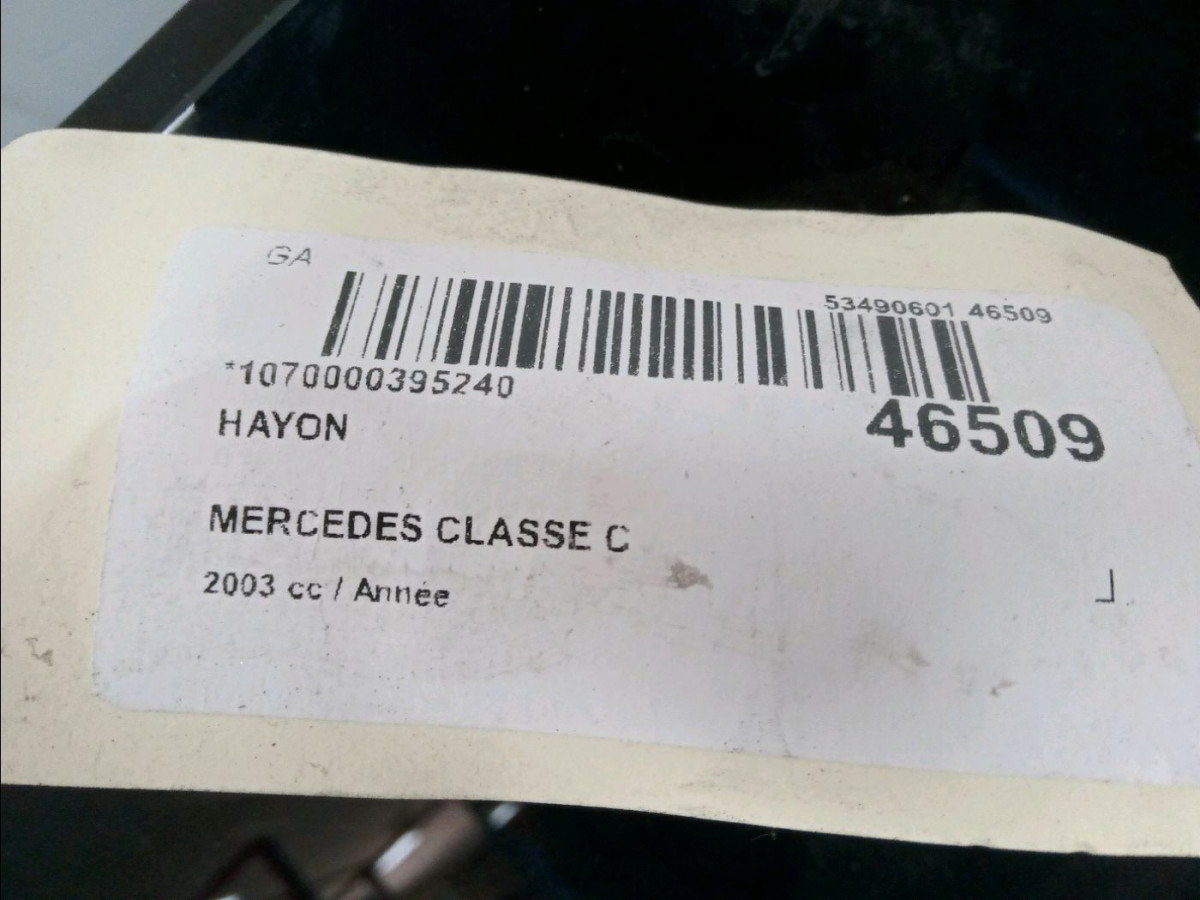 GA
53490601 46509
*1070000395240
46509
HAYON
MERCEDES CLASSE C
2003 cc / Année